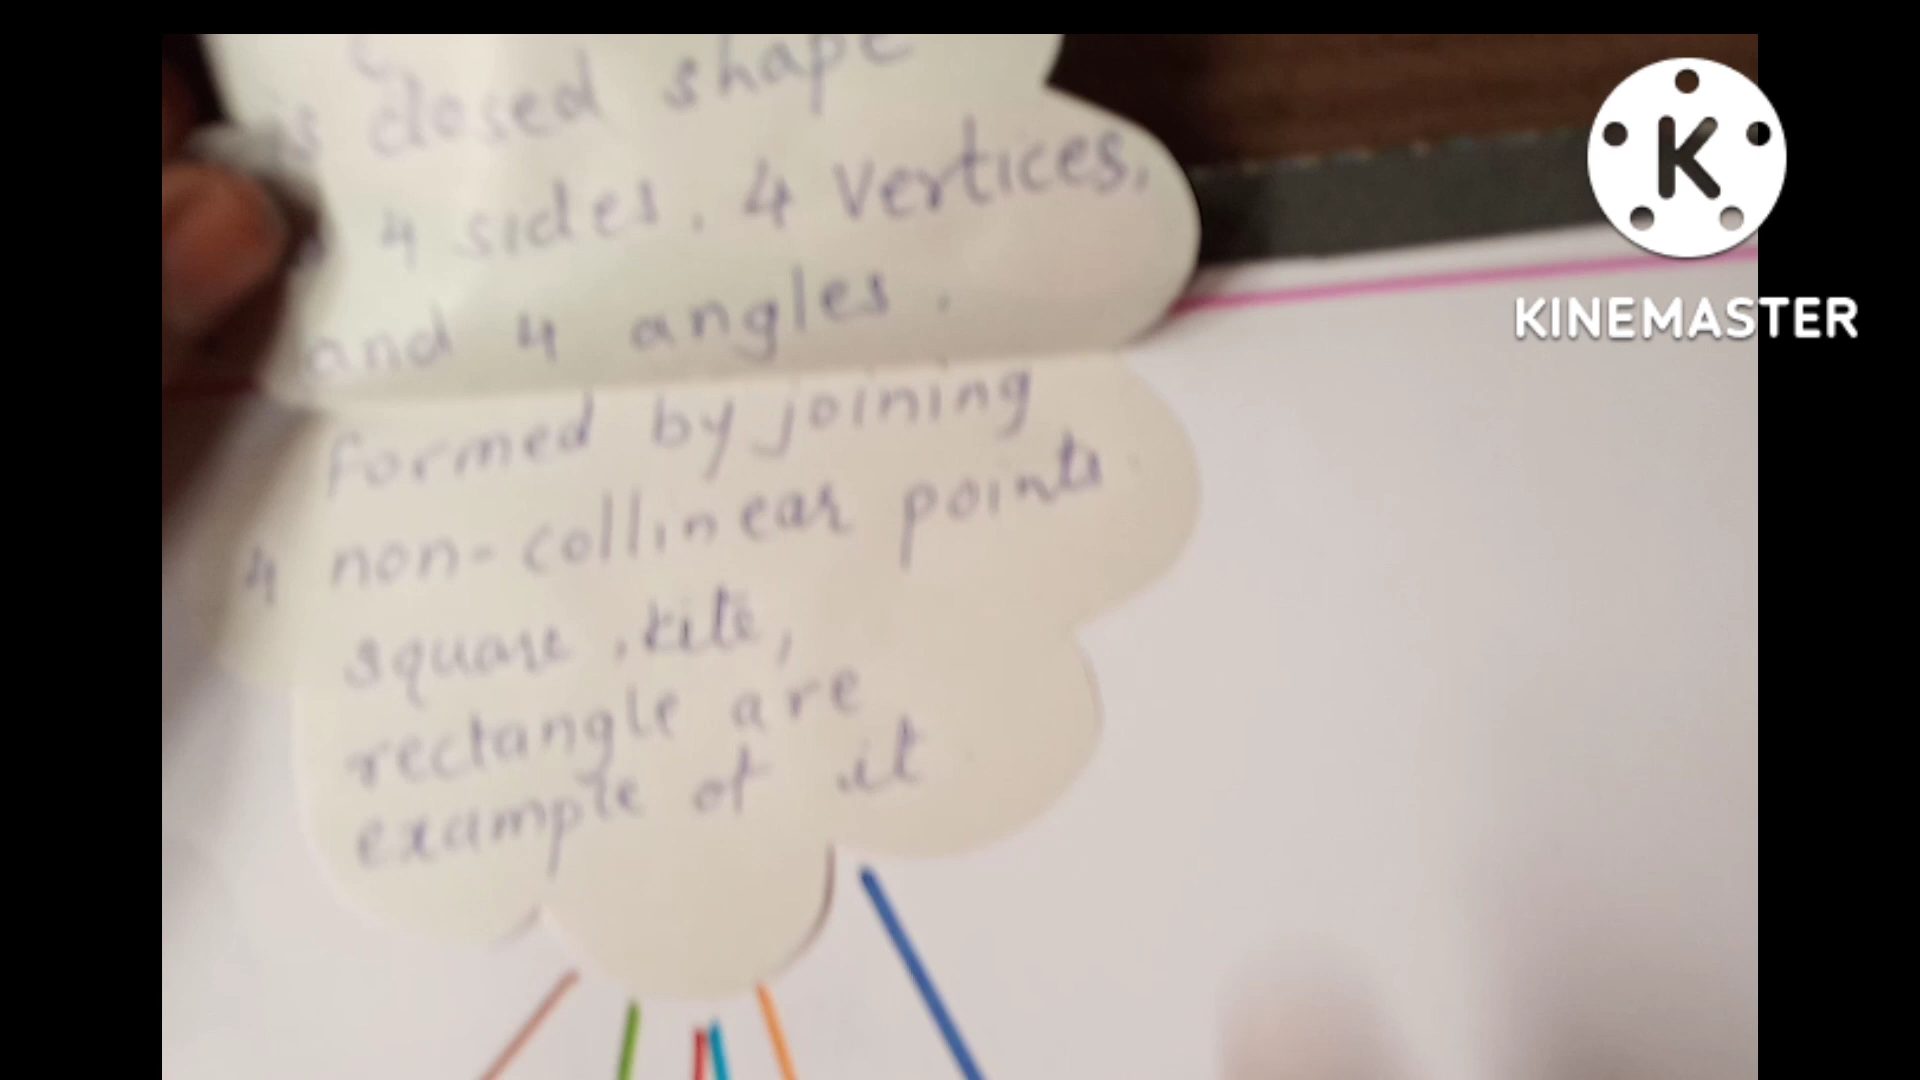 is closed shape
4 sides. 4 vertices,
and 4 angles.
formed by joining
4 non-collinear points.
square, kite,
rectangle are
example of it
K
KINEMASTER